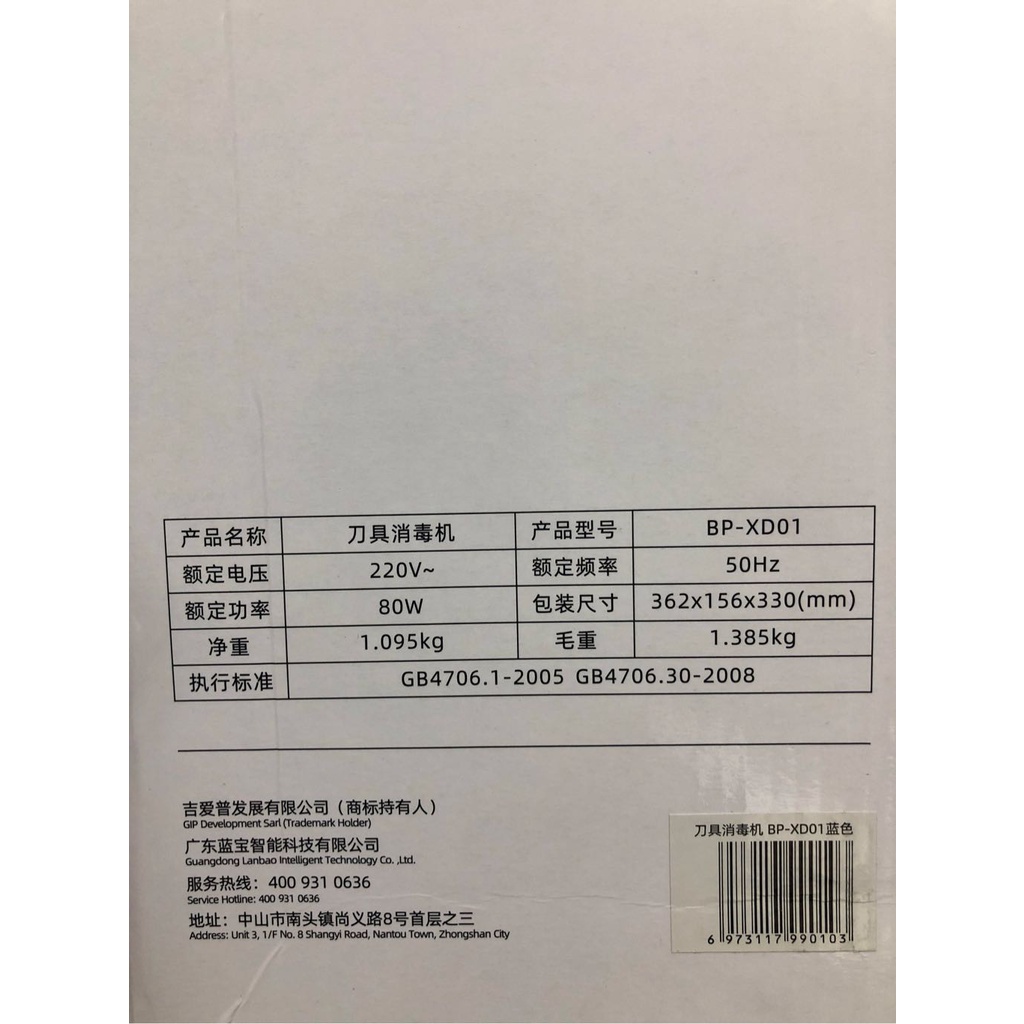 产品名称 刀具消毒机 产品型号 BP-XD01
额定电压 220V~ 额定频率 50Hz
额定功率 80W 包装尺寸 362x156x330(mm)
净重 1.095kg 毛重 1.385kg
执行标准 GB4706.1-2005 GB4706.30-2008
吉爱普发展有限公司（商标持有人）
GIP Development Sarl (Trademark Holder)
广东蓝宝智能科技有限公司
Guangdong Lanbao Intelligent Technology Co. ,Ltd.
服务热线：400 931 0636
Service Hotline: 400 931 0636
地址：中山市南头镇尚义路8号首层之三
Address: Unit 3, 1/F No. 8 Shangyi Road, Nantou Town, Zhongshan City
刀具消毒机 BP-XD01蓝色
6 973117 990103